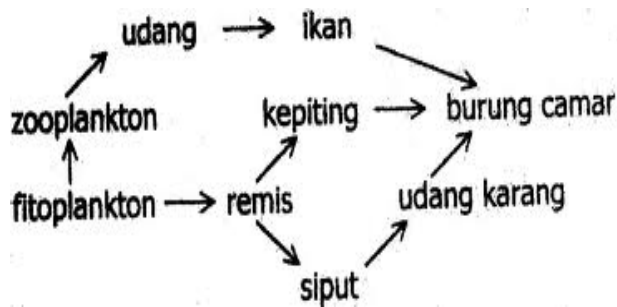 udang → ikan
zooplankton kepiting → burung camar
fitoplankton → remis udang karang
siput